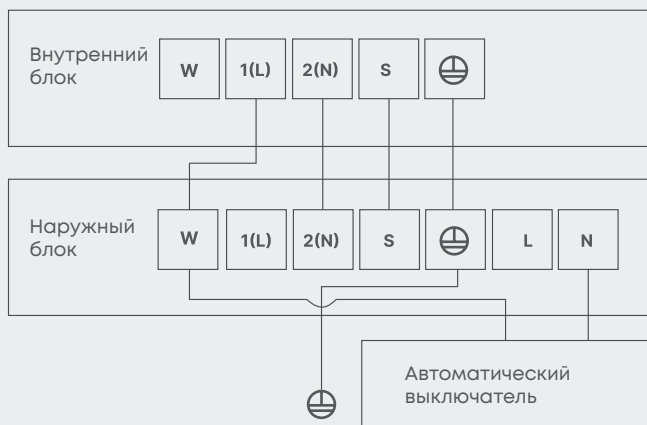 Внутренний
блок
W 1(L) 2(N) S
Наружный
блок
W 1(L) 2(N) S L N
Автоматический
выключатель